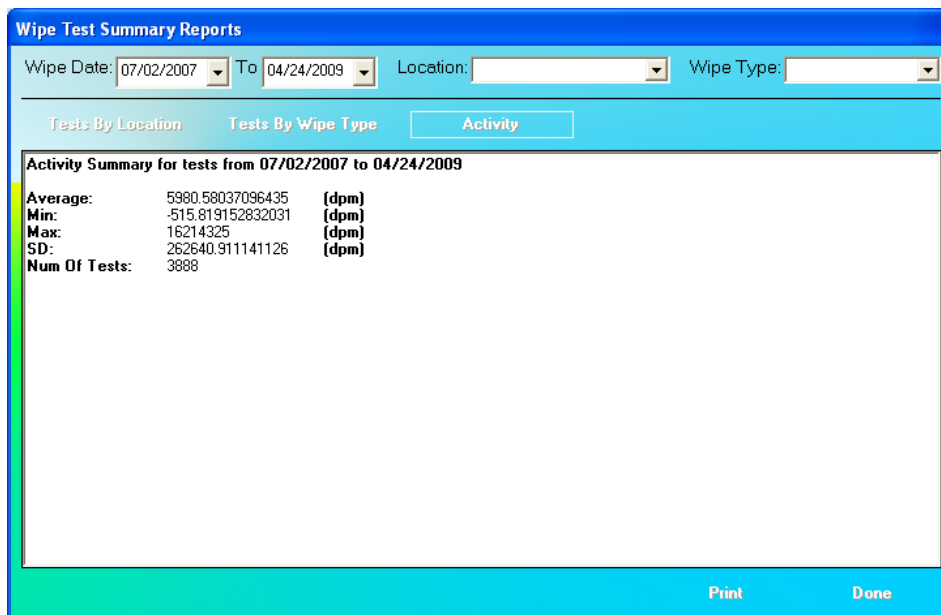 Wipe Test Summary Reports
Wipe Date: 07/02/2007 To 04/24/2009 Location: Wipe Type:
Tests By Location Tests By Wipe Type Activity
Activity Summary for tests from 07/02/2007 to 04/24/2009
Average: 5980.58037096435 (dpm)
Min: -515.819152832031 (dpm)
Max: 16214325 (dpm)
SD: 262640.911141126 (dpm)
Num Of Tests: 3888
Print Done